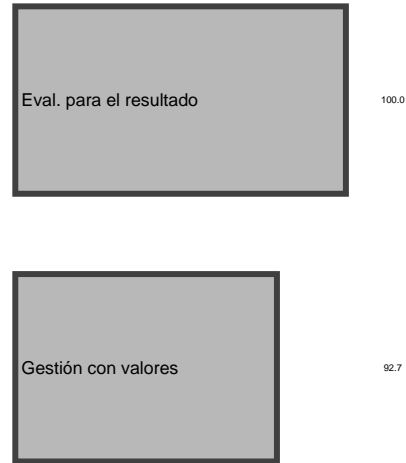 Eval. para el resultado 100.0
Gestión con valores 92.7